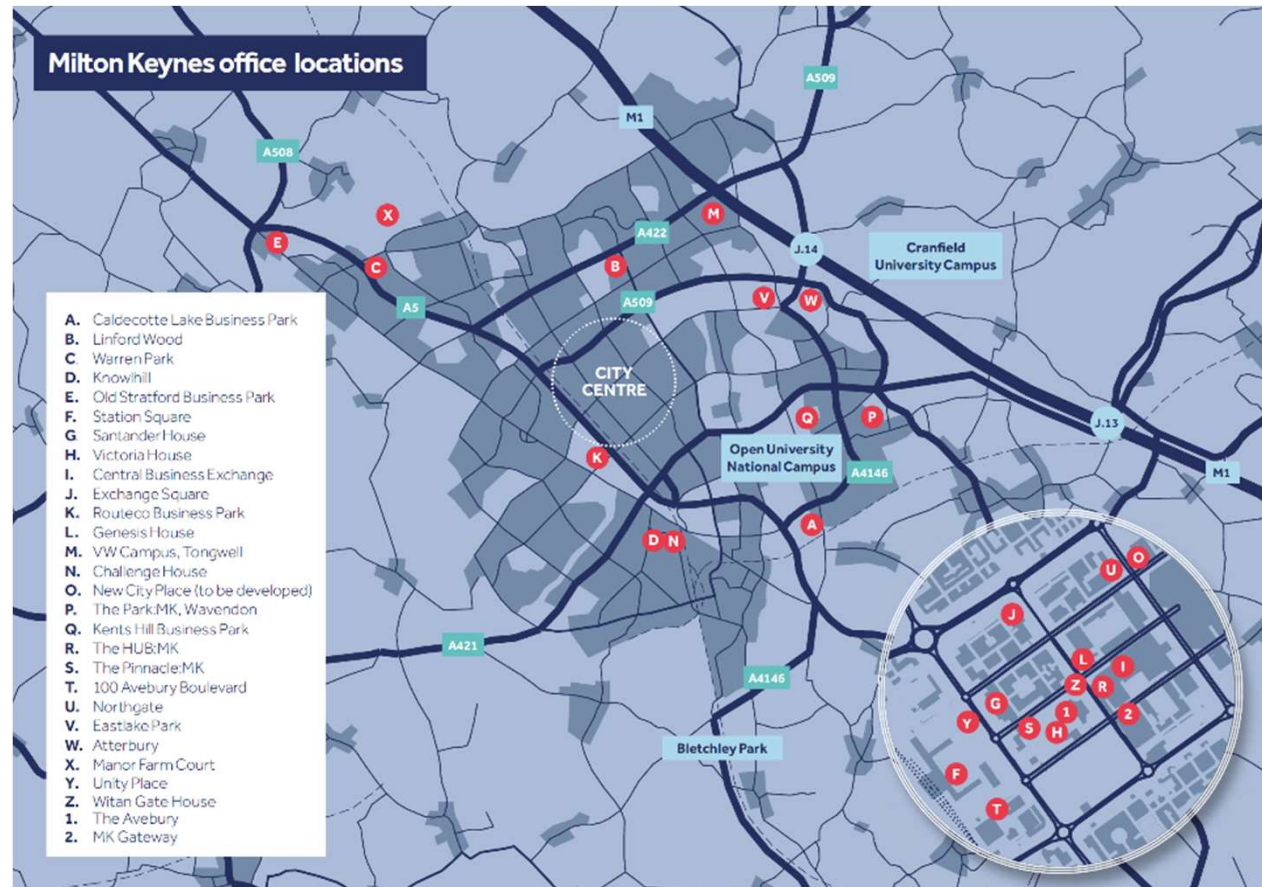 Milton Keynes office locations
A509
M1
A508
X
M
E
A422
J.14
Cranfield
University Campus
C
B
A5
A509
V
W
A. Caldecotte Lake Business Park
B. Linford Wood
C. Warren Park
D. Knowlhill
E. Old Stratford Business Park
F. Station Square
G. Santander House
H. Victoria House
I. Central Business Exchange
J. Exchange Square
K. Routeco Business Park
L. Genesis House
M. VW Campus, Tongwell
N. Challenge House
O. New City Place (to be developed)
P. The Park:MK, Wavendon
Q. Kents Hill Business Park
R. The HUB:MK
S. The Pinnacle:MK
T. 100 Avebury Boulevard
U. Northgate
V. Eastlake Park
W. Atterbury
X. Manor Farm Court
Y. Unity Place
Z. Witan Gate House
1. The Avebury
2. MK Gateway
CITY
CENTRE
Q
P
J.13
K
Open University
National Campus
A4146
M1
A
D
N
A421
A4146
Bletchley Park
O
U
J
L
I
Z
R
G
1
2
Y
S
H
F
T